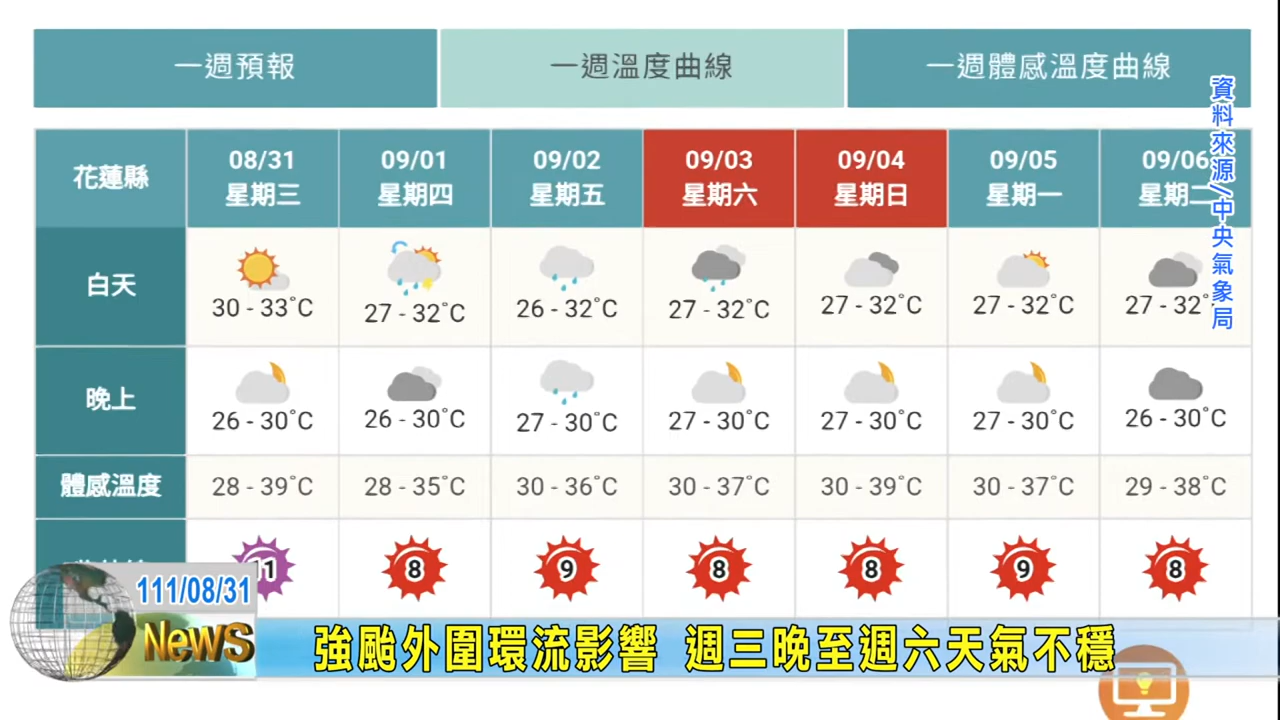 一週預報
一週溫度曲線
一週體感溫度曲線
花蓮縣
08/31
星期三
09/01
星期四
09/02
星期五
09/03
星期六
09/04
星期日
09/05
星期一
09/06
星期二
資料來源/中央氣象局
白天
30 - 33°C
27 - 32°C
26 - 32°C
27 - 32°C
27 - 32°C
27 - 32°C
27 - 32°
晚上
26 - 30°C
26 - 30°C
27 - 30°C
27 - 30°C
27 - 30°C
27 - 30°C
26 - 30°C
體感溫度
28 - 39°C
28 - 35°C
30 - 36°C
30 - 37°C
30 - 39°C
30 - 37°C
29 - 38°C
11
8
9
8
8
9
8
111/08/31
NewS
強颱外圍環流影響 週三晚至週六天氣不穩